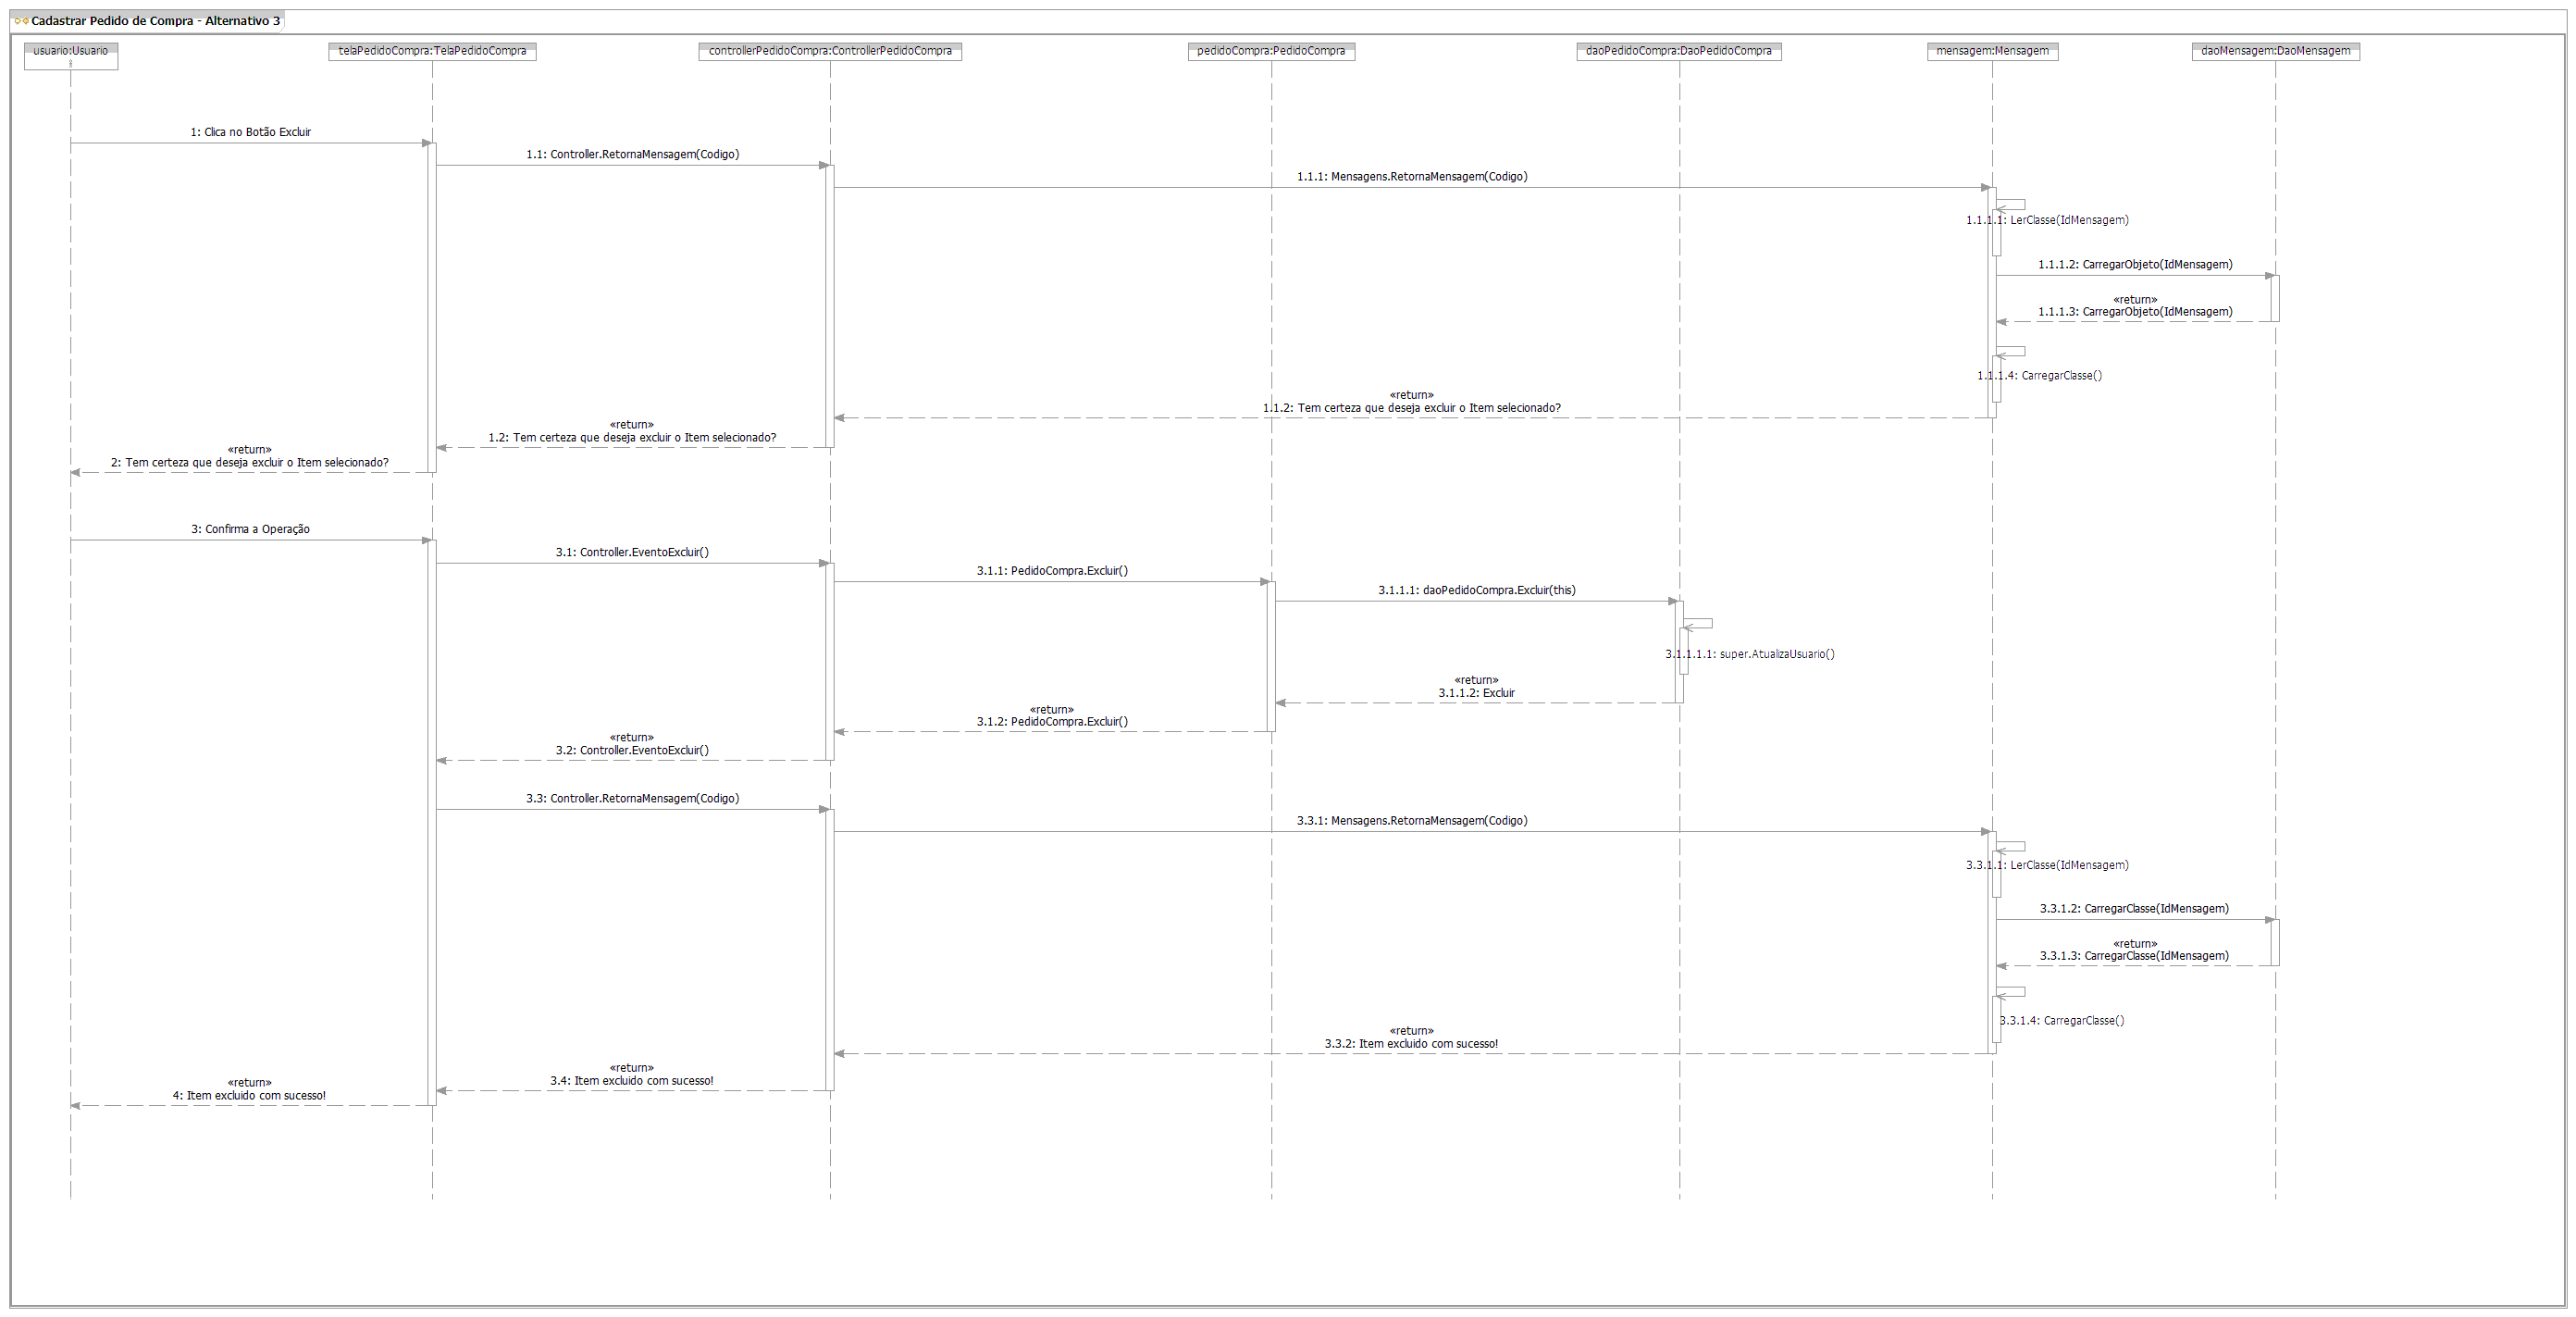 Cadastrar Pedido de Compra - Alternativo 3
usuario:Usuario
telaPedidoCompra:TelaPedidoCompra
controllerPedidoCompra:ControllerPedidoCompra
pedidoCompra:PedidoCompra
daoPedidoCompra:DaoPedidoCompra
mensagem:Mensagem
daoMensagem:DaoMensagem
1: Clica no Botão Excluir
1.1: Controller.RetornaMensagem(Codigo)
1.1.1: Mensagens.RetornaMensagem(Codigo)
1.1.1.1: LerClasse(IdMensagem)
1.1.1.2: CarregarObjeto(IdMensagem)
«return»
1.1.1.3: CarregarObjeto(IdMensagem)
1.1.1.4: CarregarClasse()
«return»
1.1.2: Tem certeza que deseja excluir o Item selecionado?
«return»
1.2: Tem certeza que deseja excluir o Item selecionado?
«return»
2: Tem certeza que deseja excluir o Item selecionado?
3: Confirma a Operação
3.1: Controller.EventoExcluir()
3.1.1: PedidoCompra.Excluir()
3.1.1.1: daoPedidoCompra.Excluir(this)
3.1.1.1.1: super.AtualizaUsuario()
«return»
3.1.1.2: Excluir
«return»
3.1.2: PedidoCompra.Excluir()
«return»
3.2: Controller.EventoExcluir()
3.3: Controller.RetornaMensagem(Codigo)
3.3.1: Mensagens.RetornaMensagem(Codigo)
3.3.1.1: LerClasse(IdMensagem)
3.3.1.2: CarregarClasse(IdMensagem)
«return»
3.3.1.3: CarregarClasse(IdMensagem)
3.3.1.4: CarregarClasse()
«return»
3.3.2: Item excluido com sucesso!
«return»
3.4: Item excluido com sucesso!
«return»
4: Item excluido com sucesso!